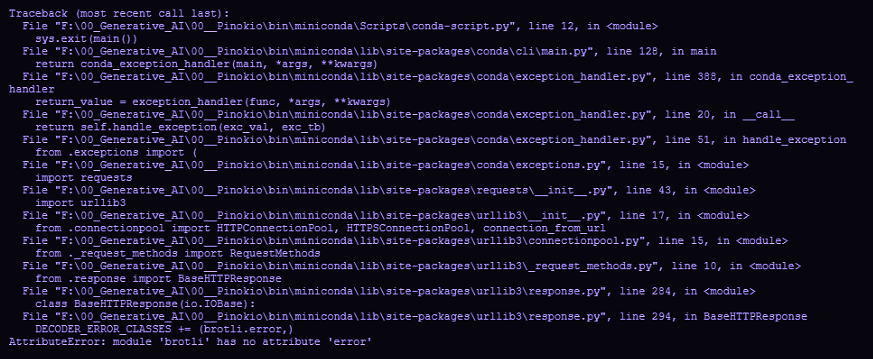 Traceback (most recent call last):
File "F:\00_Generative_AI\00__Pinokio\bin\miniconda\Scripts\conda-script.py", line 12, in <module>
sys.exit(main())
File "F:\00_Generative_AI\00__Pinokio\bin\miniconda\lib\site-packages\conda\cli\main.py", line 128, in main
return conda_exception_handler(main, *args, **kwargs)
File "F:\00_Generative_AI\00__Pinokio\bin\miniconda\lib\site-packages\conda\exception_handler.py", line 388, in conda_exception_
handler
return_value = exception_handler(func, *args, **kwargs)
File "F:\00_Generative_AI\00__Pinokio\bin\miniconda\lib\site-packages\conda\exception_handler.py", line 20, in __call__
return self.handle_exception(exc_val, exc_tb)
File "F:\00_Generative_AI\00__Pinokio\bin\miniconda\lib\site-packages\conda\exception_handler.py", line 51, in handle_exception
from .exceptions import (
File "F:\00_Generative_AI\00__Pinokio\bin\miniconda\lib\site-packages\conda\exceptions.py", line 15, in <module>
import requests
File "F:\00_Generative_AI\00__Pinokio\bin\miniconda\lib\site-packages\requests\__init__.py", line 43, in <module>
import urllib3
File "F:\00_Generative_AI\00__Pinokio\bin\miniconda\lib\site-packages\urllib3\__init__.py", line 17, in <module>
from .connectionpool import HTTPConnectionPool, HTTPSConnectionPool, connection_from_url
File "F:\00_Generative_AI\00__Pinokio\bin\miniconda\lib\site-packages\urllib3\connectionpool.py", line 15, in <module>
from ._request_methods import RequestMethods
File "F:\00_Generative_AI\00__Pinokio\bin\miniconda\lib\site-packages\urllib3\_request_methods.py", line 10, in <module>
from .response import BaseHTTPResponse
File "F:\00_Generative_AI\00__Pinokio\bin\miniconda\lib\site-packages\urllib3\response.py", line 284, in <module>
class BaseHTTPResponse(io.IOBase):
File "F:\00_Generative_AI\00__Pinokio\bin\miniconda\lib\site-packages\urllib3\response.py", line 294, in BaseHTTPResponse
DECODER_ERROR_CLASSES += (brotli.error,)
AttributeError: module 'brotli' has no attribute 'error'